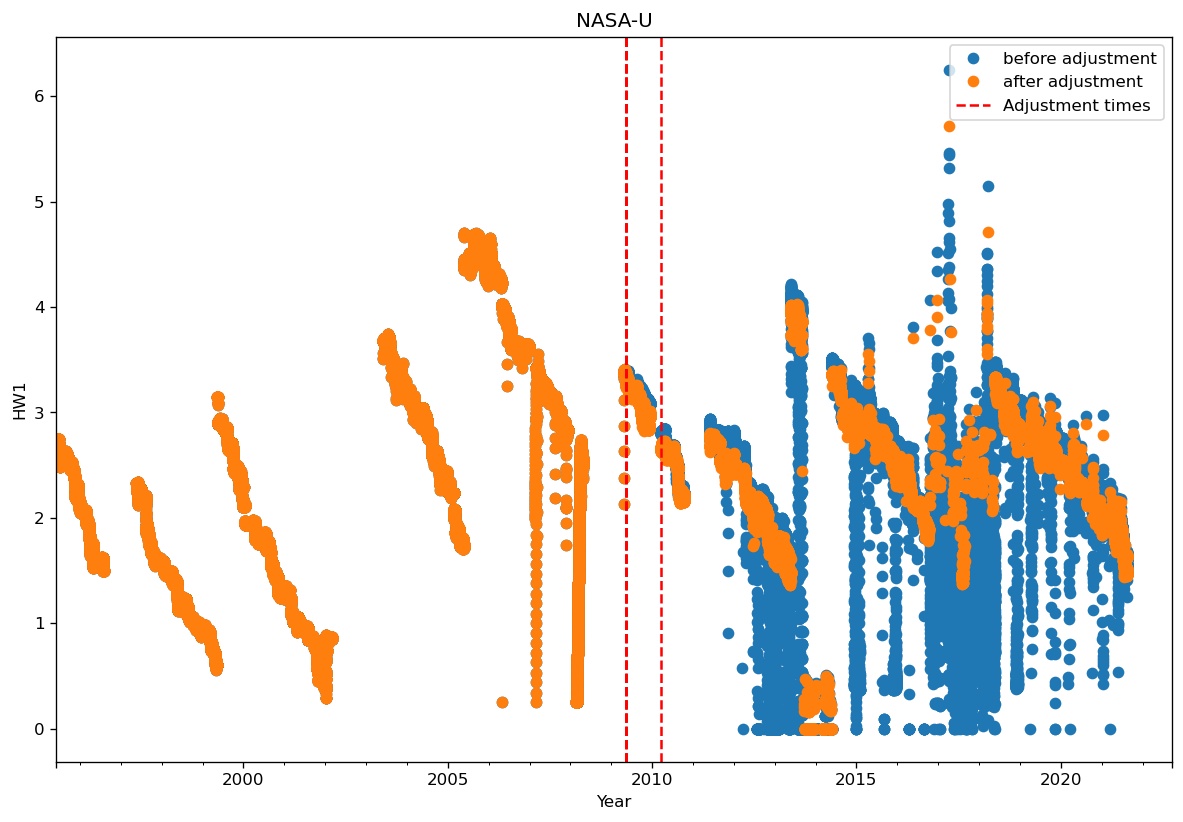 NASA-U
before adjustment
after adjustment
Adjustment times
HW1
6
5
4
3
2
1
0
2000 2005 2010 2015 2020
Year